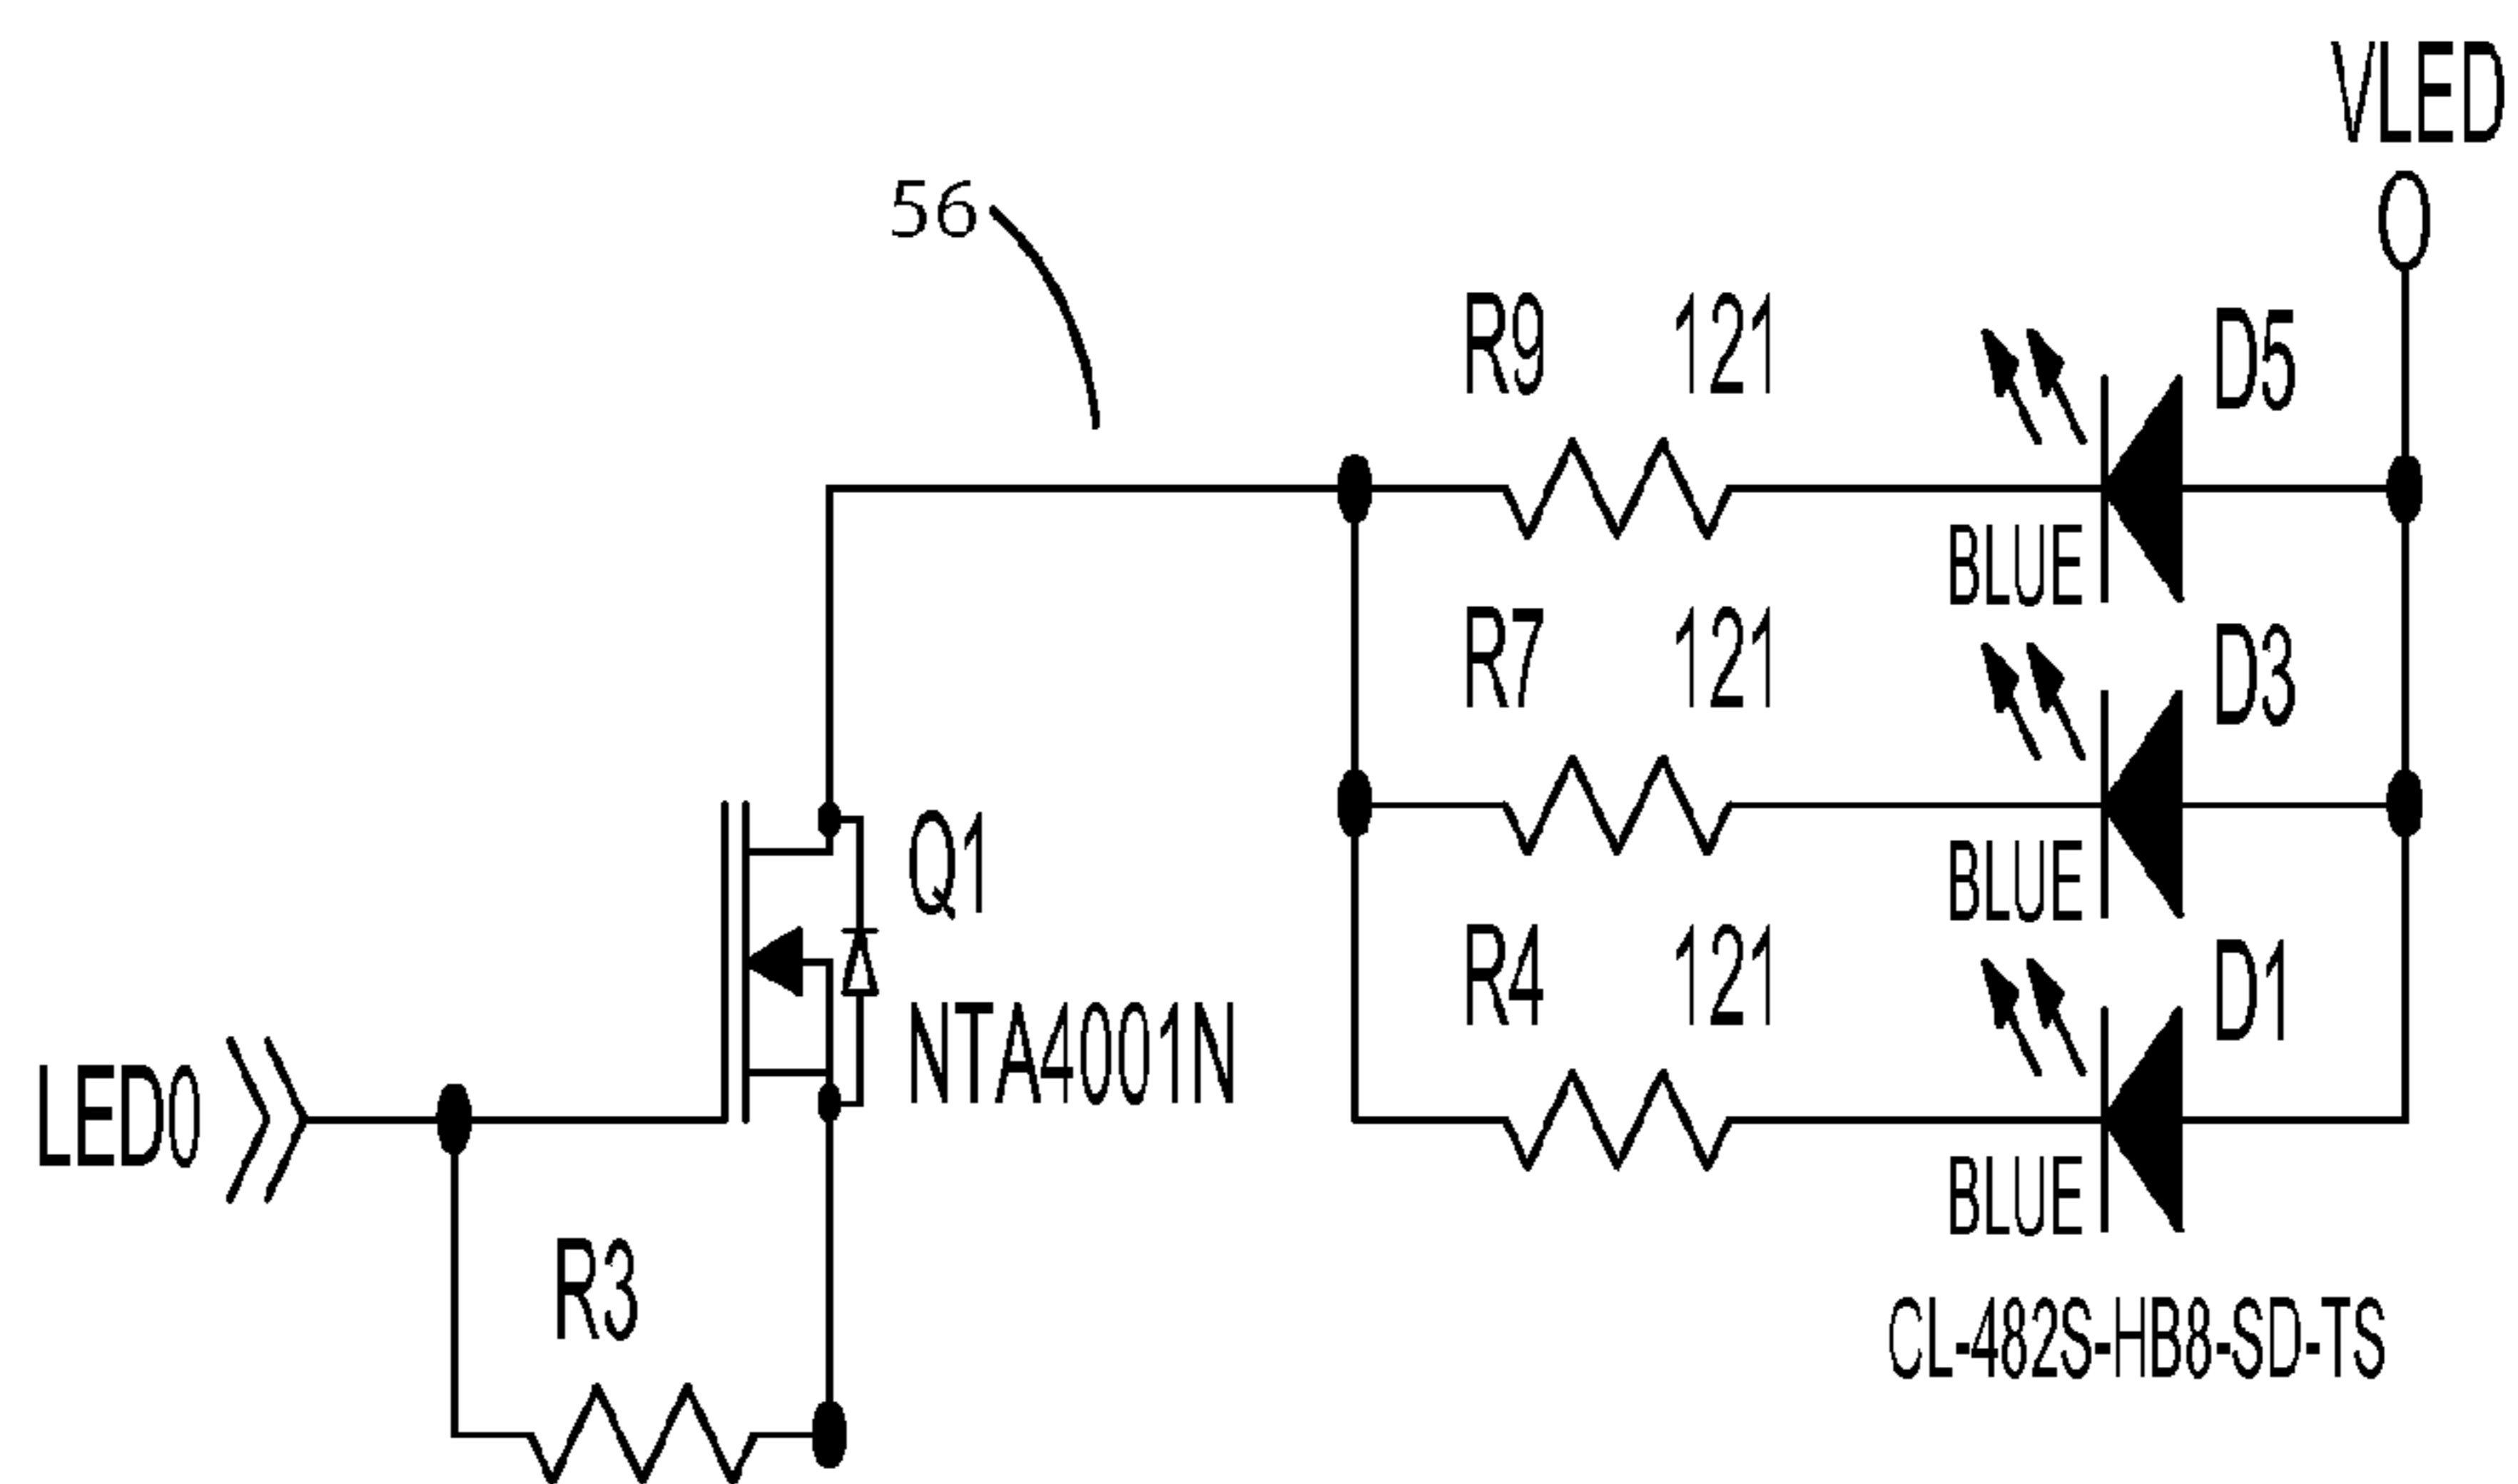 VLED
56
R9 121
D5
BLUE
R7 121
D3
BLUE
Q1
R4 121
D1
NTA4001N
LED0
BLUE
R3
CL-482S-HB8-SD-TS